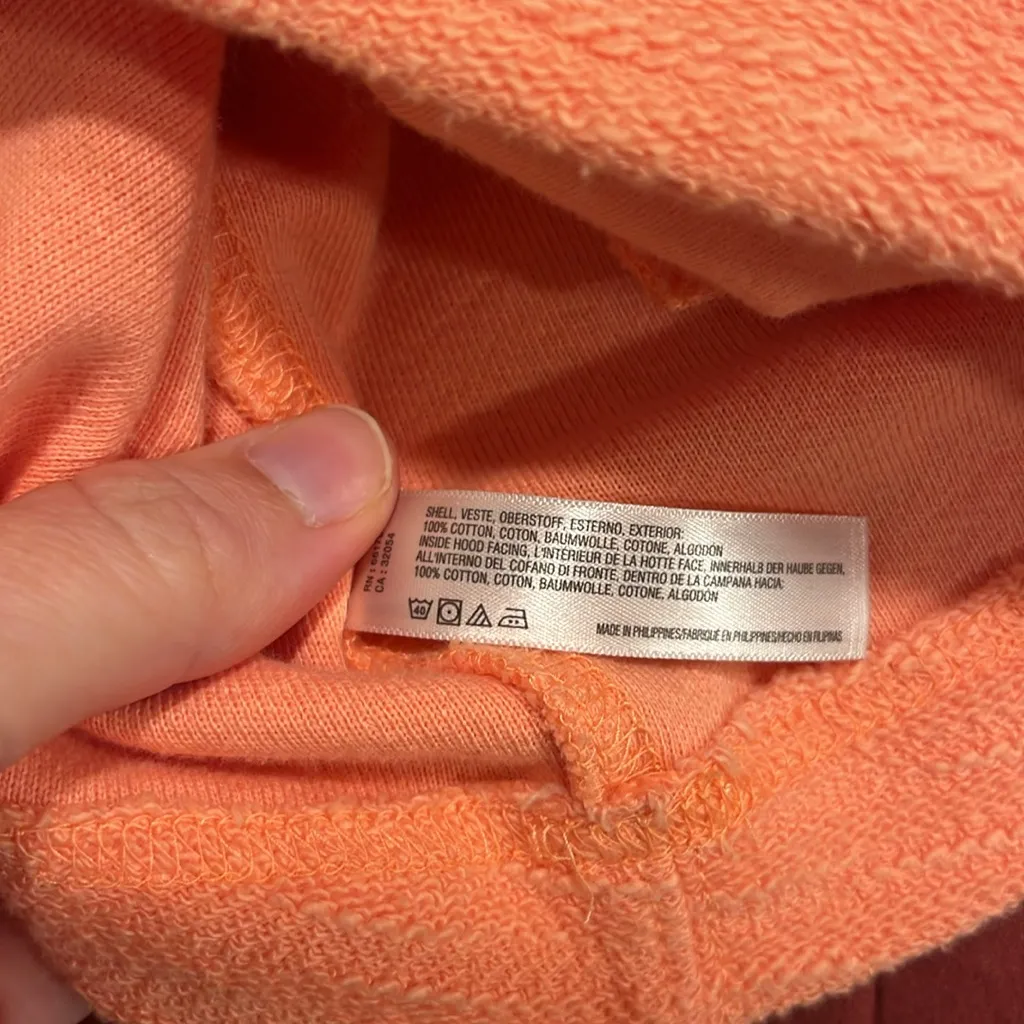 SHELL, VESTE, OBERSTOFF, ESTERNO, EXTERIOR:
100% COTTON, COTON, BAUMWOLLE, COTONE, ALGODÓN
INSIDE HOOD FACING, L'INTÉRIEUR DE LA HOTTE FACE, INNERHALB DER HAUBE GEGEN,
ALL'INTERNO DEL COFANO DI FRONTE, DENTRO DE LA CAMPANA HACIA:
100% COTTON, COTON, BAUMWOLLE, COTONE, ALGODÓN
40
MADE IN PHILIPPINES/FABRIQUÉ EN PHILIPPINES/HECHO EN FILIPINAS
RN :
CA : 32054